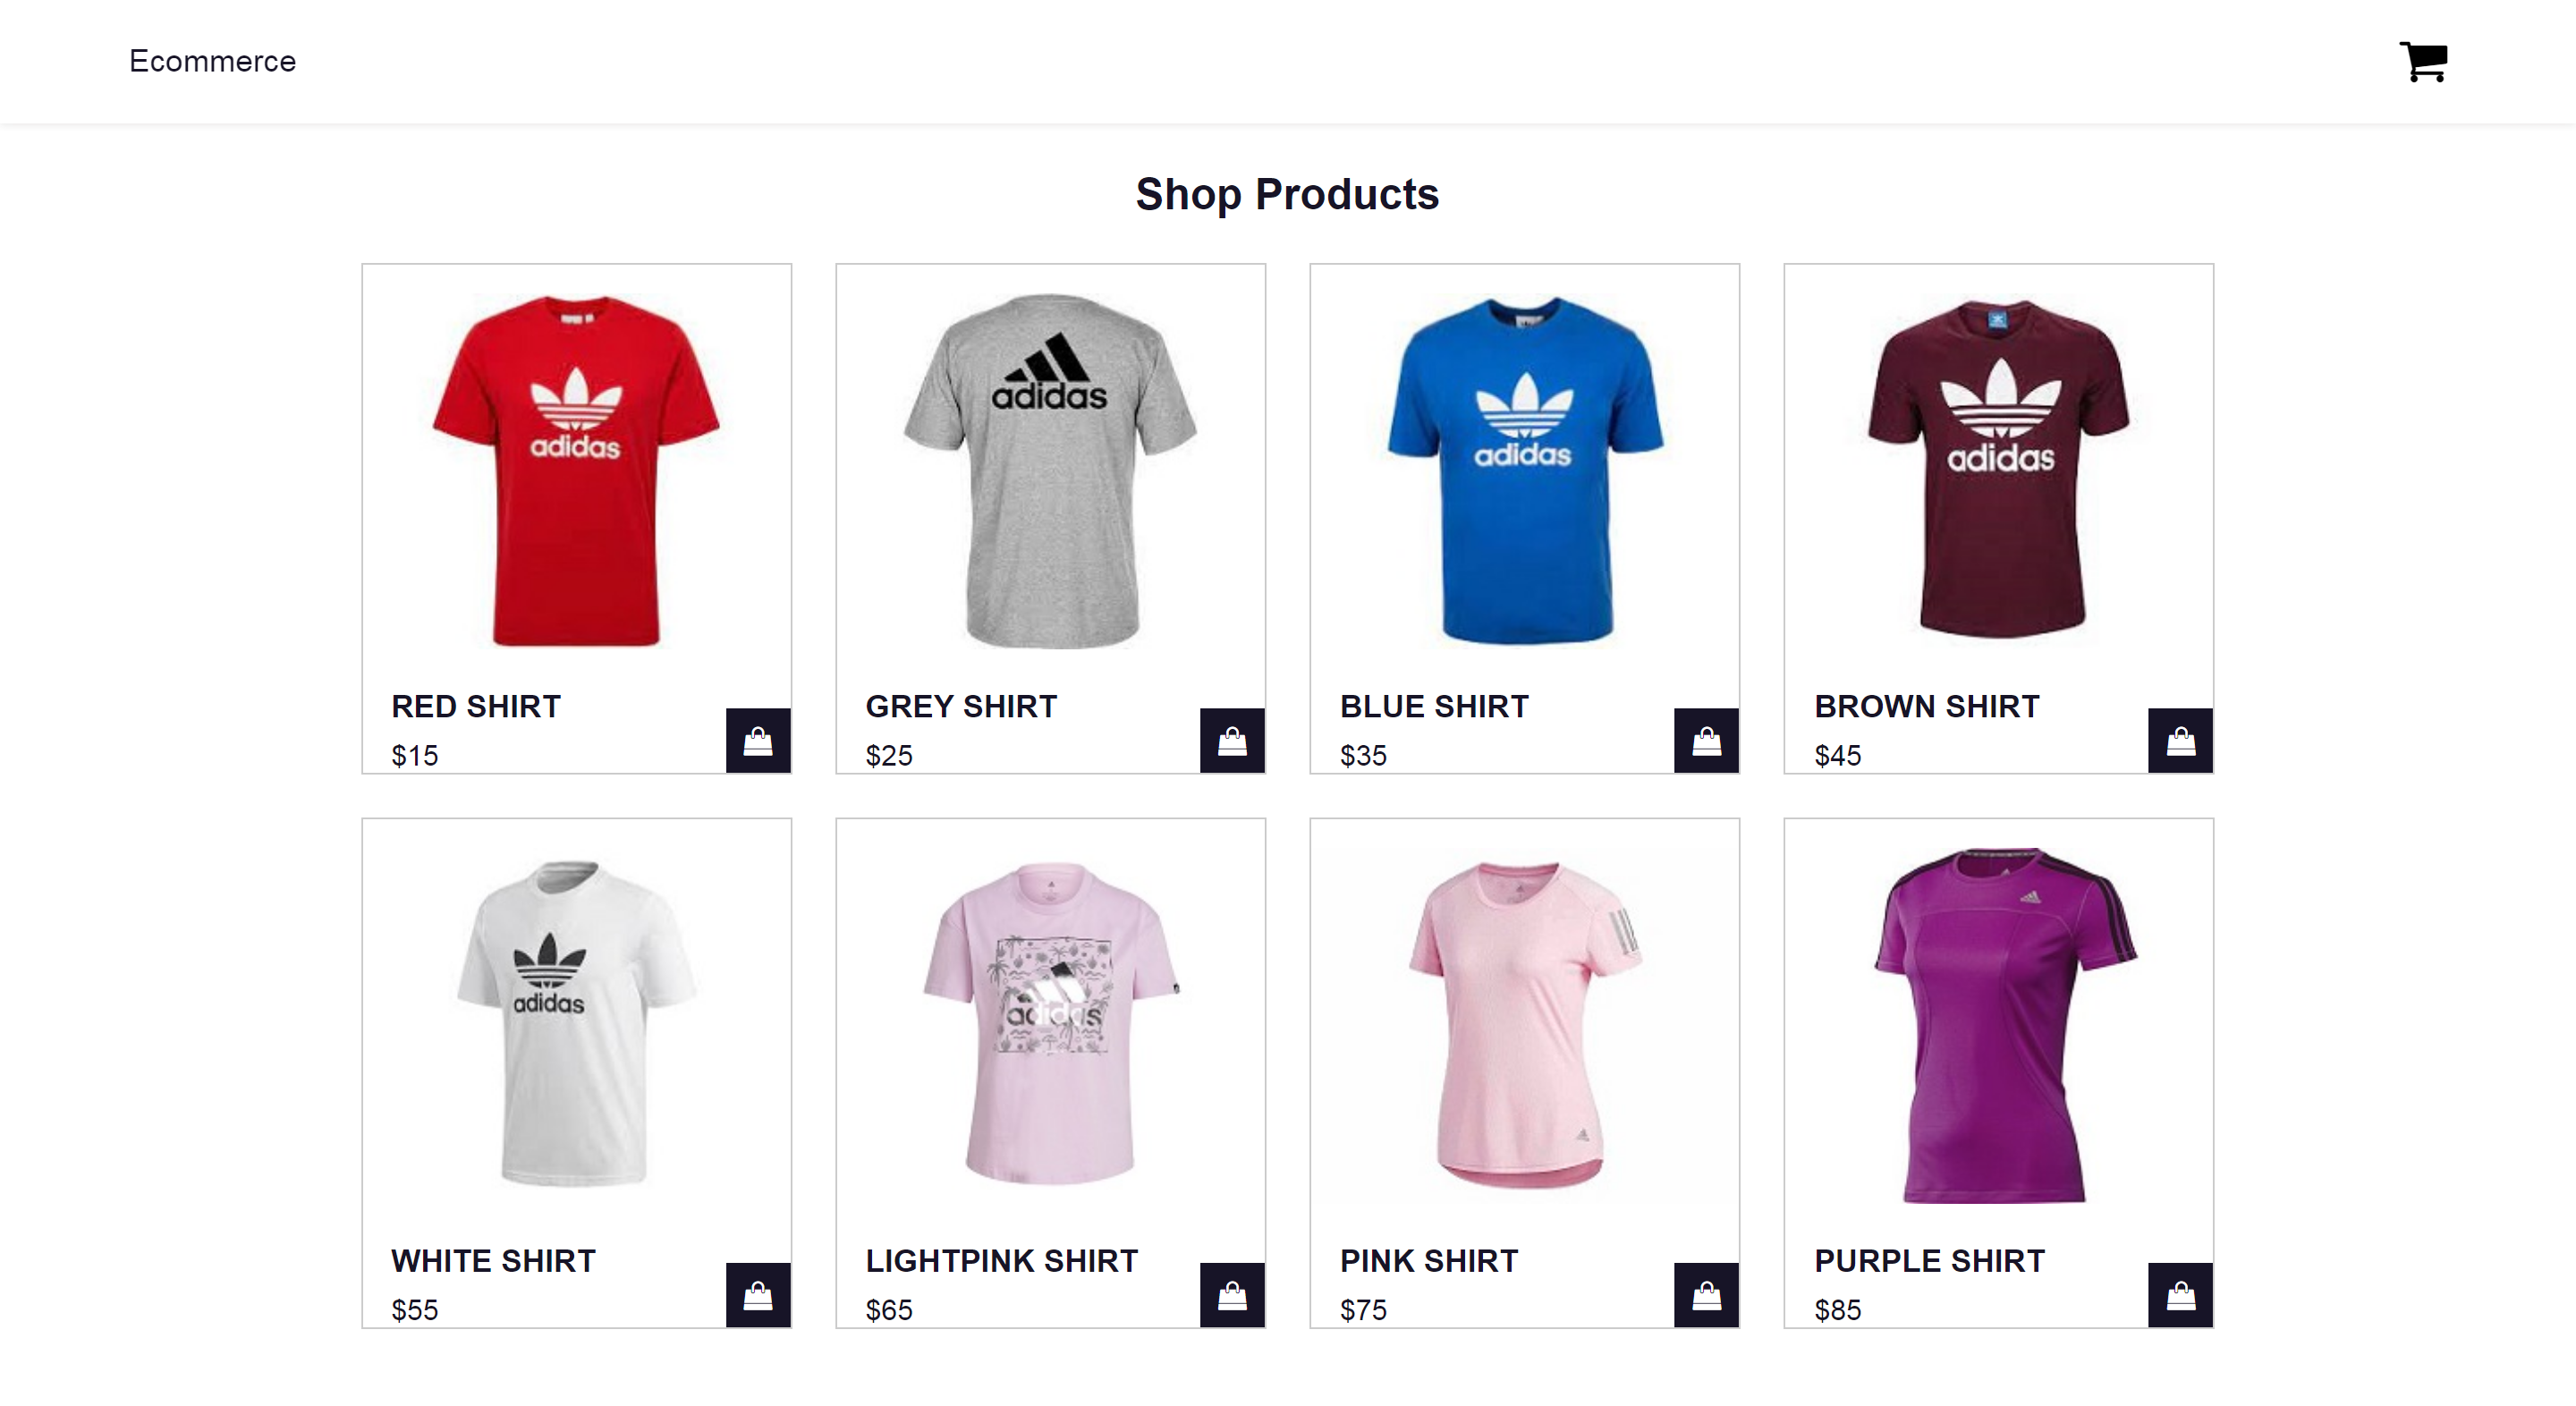 Ecommerce
Shop Products
adidas
adidas
adidas
adidas
RED SHIRT
$15
GREY SHIRT
$25
BLUE SHIRT
$35
BROWN SHIRT
$45
adidas
adidas
WHITE SHIRT
$55
LIGHTPINK SHIRT
$65
PINK SHIRT
$75
PURPLE SHIRT
$85